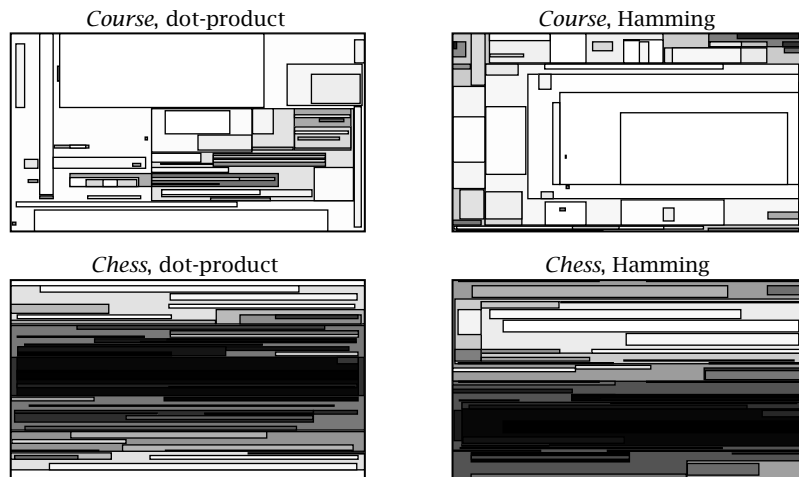 Course, dot-product
Course, Hamming
Chess, dot-product
Chess, Hamming